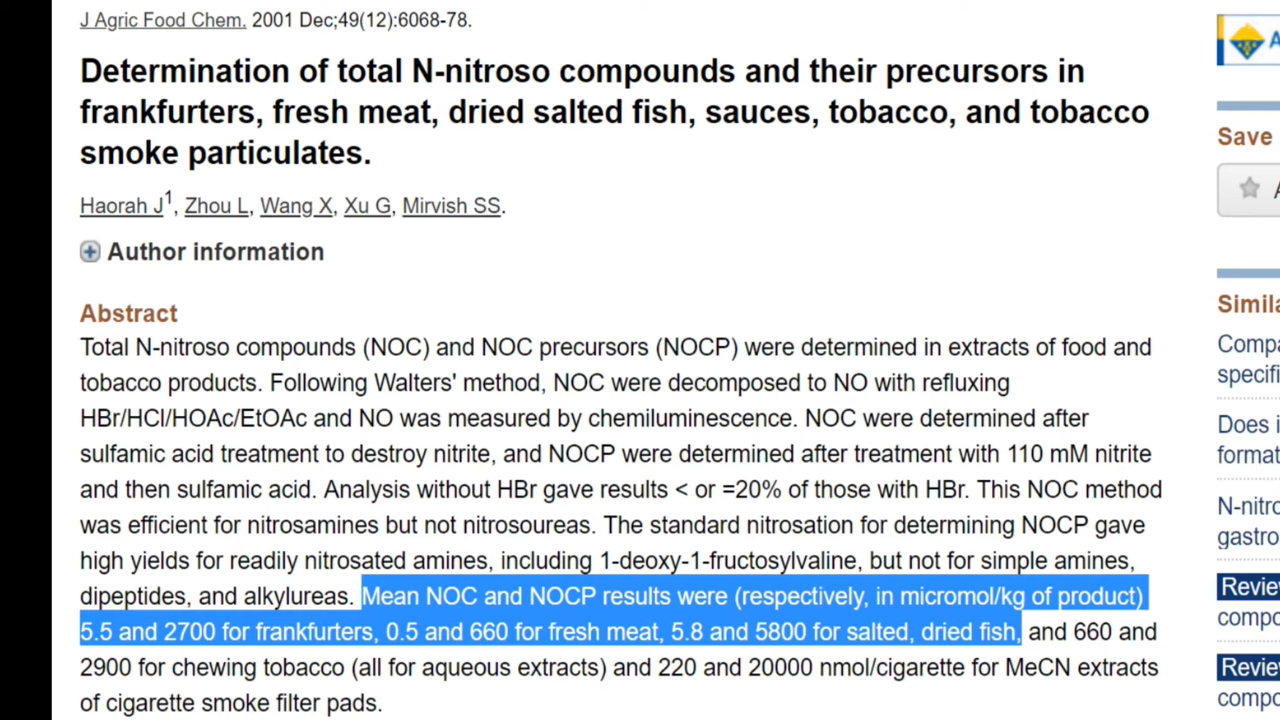 J Agric Food Chem. 2001 Dec;49(12):6068-78.
Determination of total N-nitroso compounds and their precursors in
frankfurters, fresh meat, dried salted fish, sauces, tobacco, and tobacco
smoke particulates.
Haorah J1, Zhou L, Wang X, Xu G, Mirvish SS.
Author information
Abstract
Total N-nitroso compounds (NOC) and NOC precursors (NOCP) were determined in extracts of food and
tobacco products. Following Walters' method, NOC were decomposed to NO with refluxing
HBr/HCl/HOAc/EtOAc and NO was measured by chemiluminescence. NOC were determined after
sulfamic acid treatment to destroy nitrite, and NOCP were determined after treatment with 110 mM nitrite
and then sulfamic acid. Analysis without HBr gave results < or =20% of those with HBr. This NOC method
was efficient for nitrosamines but not nitrosoureas. The standard nitrosation for determining NOCP gave
high yields for readily nitrosated amines, including 1-deoxy-1-fructosylvaline, but not for simple amines,
dipeptides, and alkylureas. Mean NOC and NOCP results were (respectively, in micromol/kg of product)
5.5 and 2700 for frankfurters, 0.5 and 660 for fresh meat, 5.8 and 5800 for salted, dried fish, and 660 and
2900 for chewing tobacco (all for aqueous extracts) and 220 and 20000 nmol/cigarette for MeCN extracts
of cigarette smoke filter pads.
Save
Simila
Compa
specifi
Does i
format
N-nitro
gastro
Review
compo
Review
compo